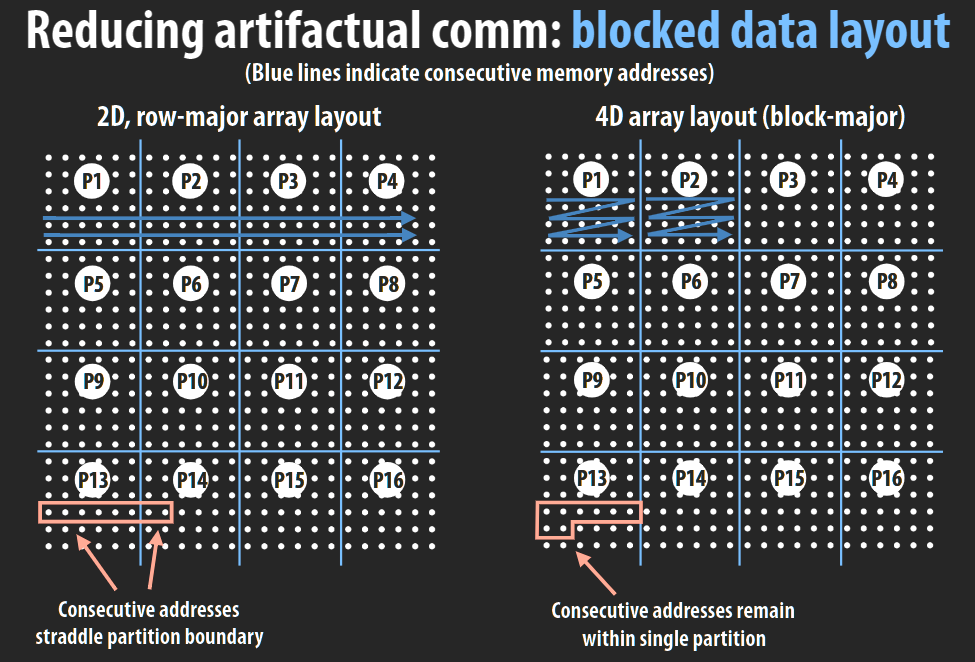 Reducing artifactual comm: blocked data layout
(Blue lines indicate consecutive memory addresses)
2D, row-major array layout
P1 P2 P3 P4
P5 P6 P7 P8
P9 P10 P11 P12
P13 P14 P15 P16
Consecutive addresses
straddle partition boundary
4D array layout (block-major)
P1 P2 P3 P4
P5 P6 P7 P8
P9 P10 P11 P12
P13 P14 P15 P16
Consecutive addresses remain
within single partition